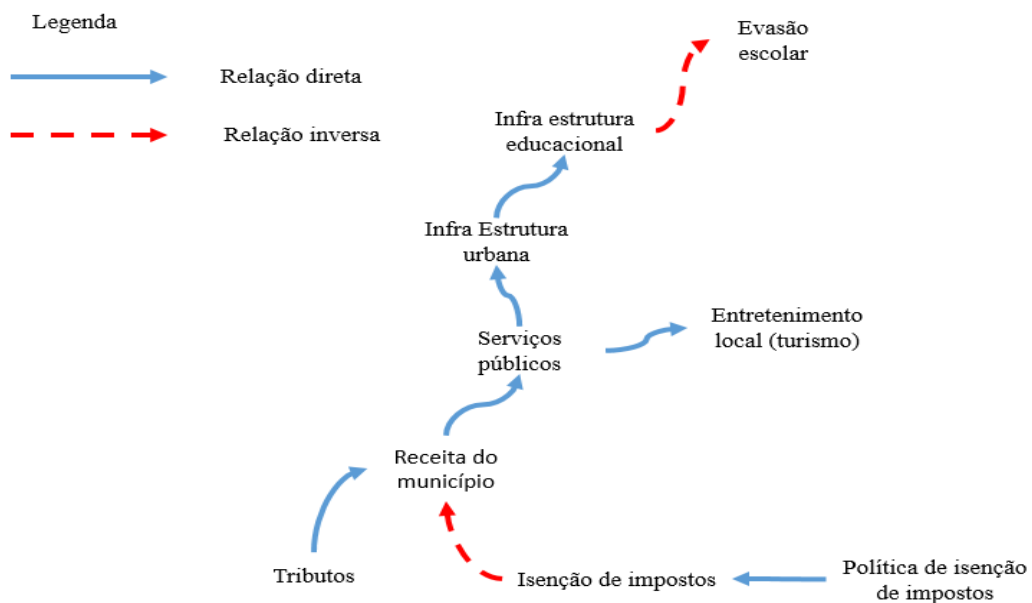 Legenda
Relação direta
Relação inversa
Evasão
escolar
Infra estrutura
educacional
Infra Estrutura
urbana
Serviços
públicos
Entretenimento
local (turismo)
Receita do
município
Tributos
Isenção de impostos
Política de isenção
de impostos